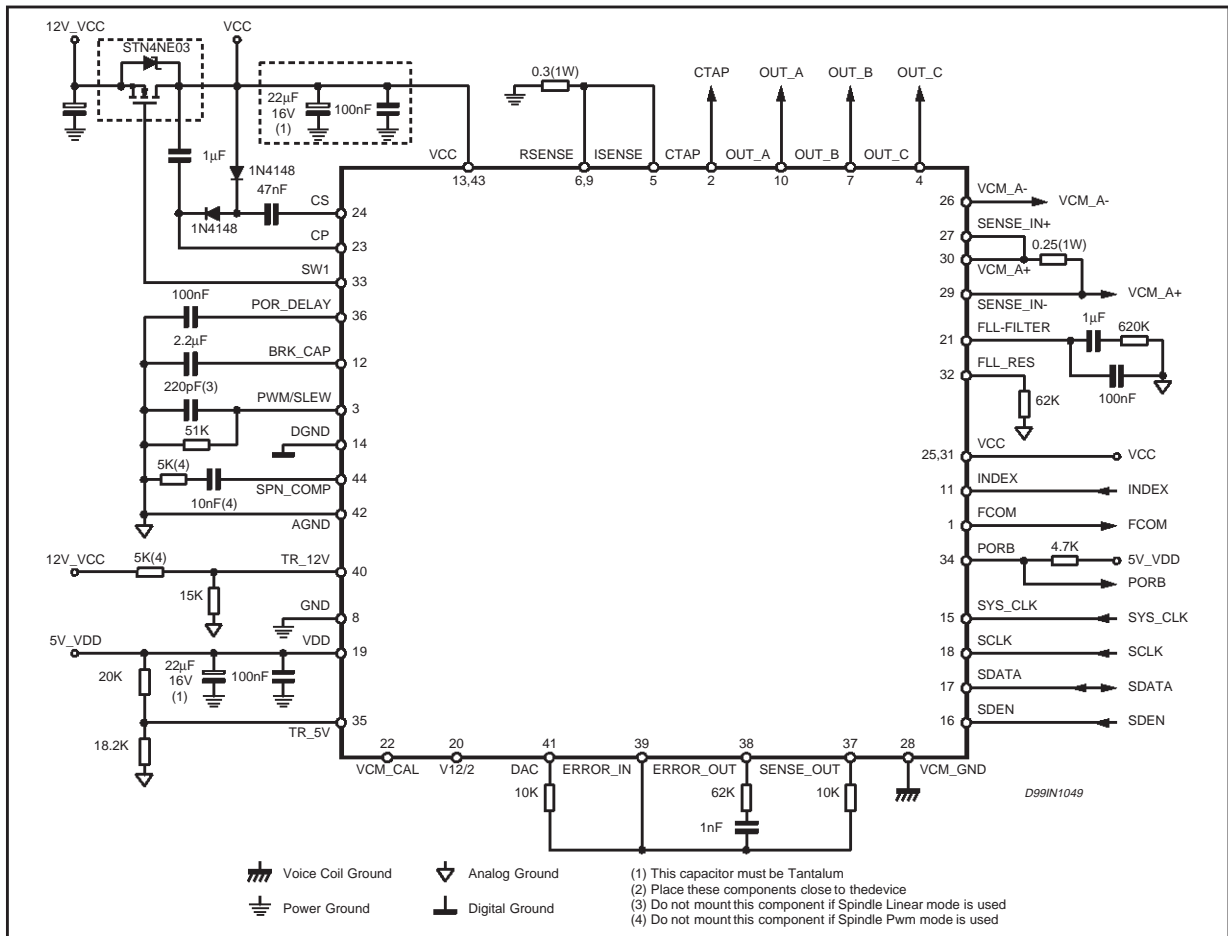 12V_VCC
STN4NE03
VCC
22µF
16V
(1)
100nF
1µF
1N4148
47nF
1N4148
0.3(1W)
CTAP
OUT_A
OUT_B
OUT_C
VCC
13,43
RSENSE
6,9
ISENSE
5
CTAP
2
OUT_A
10
OUT_B
7
OUT_C
4
CS
24
CP
23
SW1
33
100nF
POR_DELAY
36
2.2µF
BRK_CAP
12
220pF(3)
PWM/SLEW
3
51K
DGND
14
5K(4)
10nF(4)
SPN_COMP
44
AGND
42
12V_VCC
5K(4)
TR_12V
40
15K
GND
8
5V_VDD
VDD
19
20K
22µF
16V
(1)
100nF
TR_5V
35
18.2K
26
VCM_A-
VCM_A-
27
SENSE_IN+
30
VCM_A+
0.25(1W)
29
SENSE_IN-
VCM_A+
21
FLL-FILTER
1µF
620K
100nF
32
FLL_RES
62K
25,31
VCC
VCC
11
INDEX
INDEX
1
FCOM
FCOM
34
PORB
4.7K
5V_VDD
PORB
15
SYS_CLK
SYS_CLK
18
SCLK
SCLK
17
SDATA
SDATA
16
SDEN
SDEN
22
VCM_CAL
20
V12/2
41
DAC
39
ERROR_IN
38
ERROR_OUT
37
SENSE_OUT
28
VCM_GND
10K
62K
1nF
10K
D99IN1049
Voice Coil Ground
Analog Ground
Power Ground
Digital Ground
(1) This capacitor must be Tantalum
(2) Place these components close to thedevice
(3) Do not mount this component if Spindle Linear mode is used
(4) Do not mount this component if Spindle Pwm mode is used